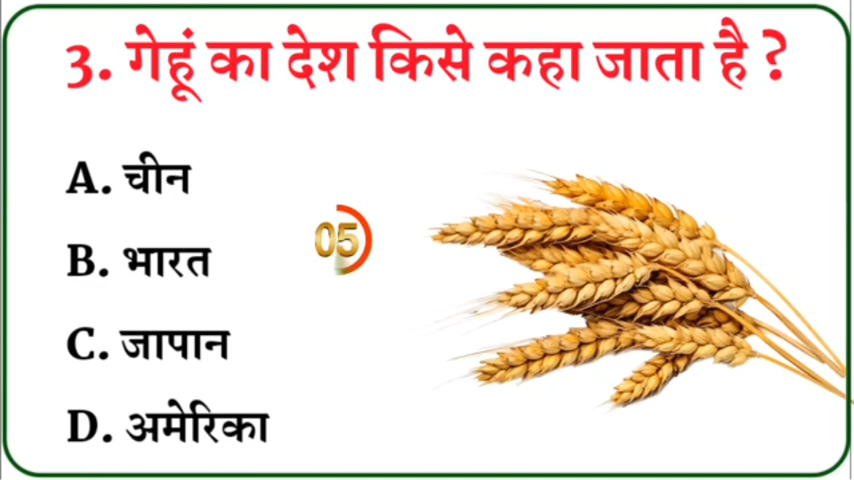 3. गेहूं का देश किसे कहा जाता है ?
A. चीन
B. भारत
05
C. जापान
D. अमेरिका